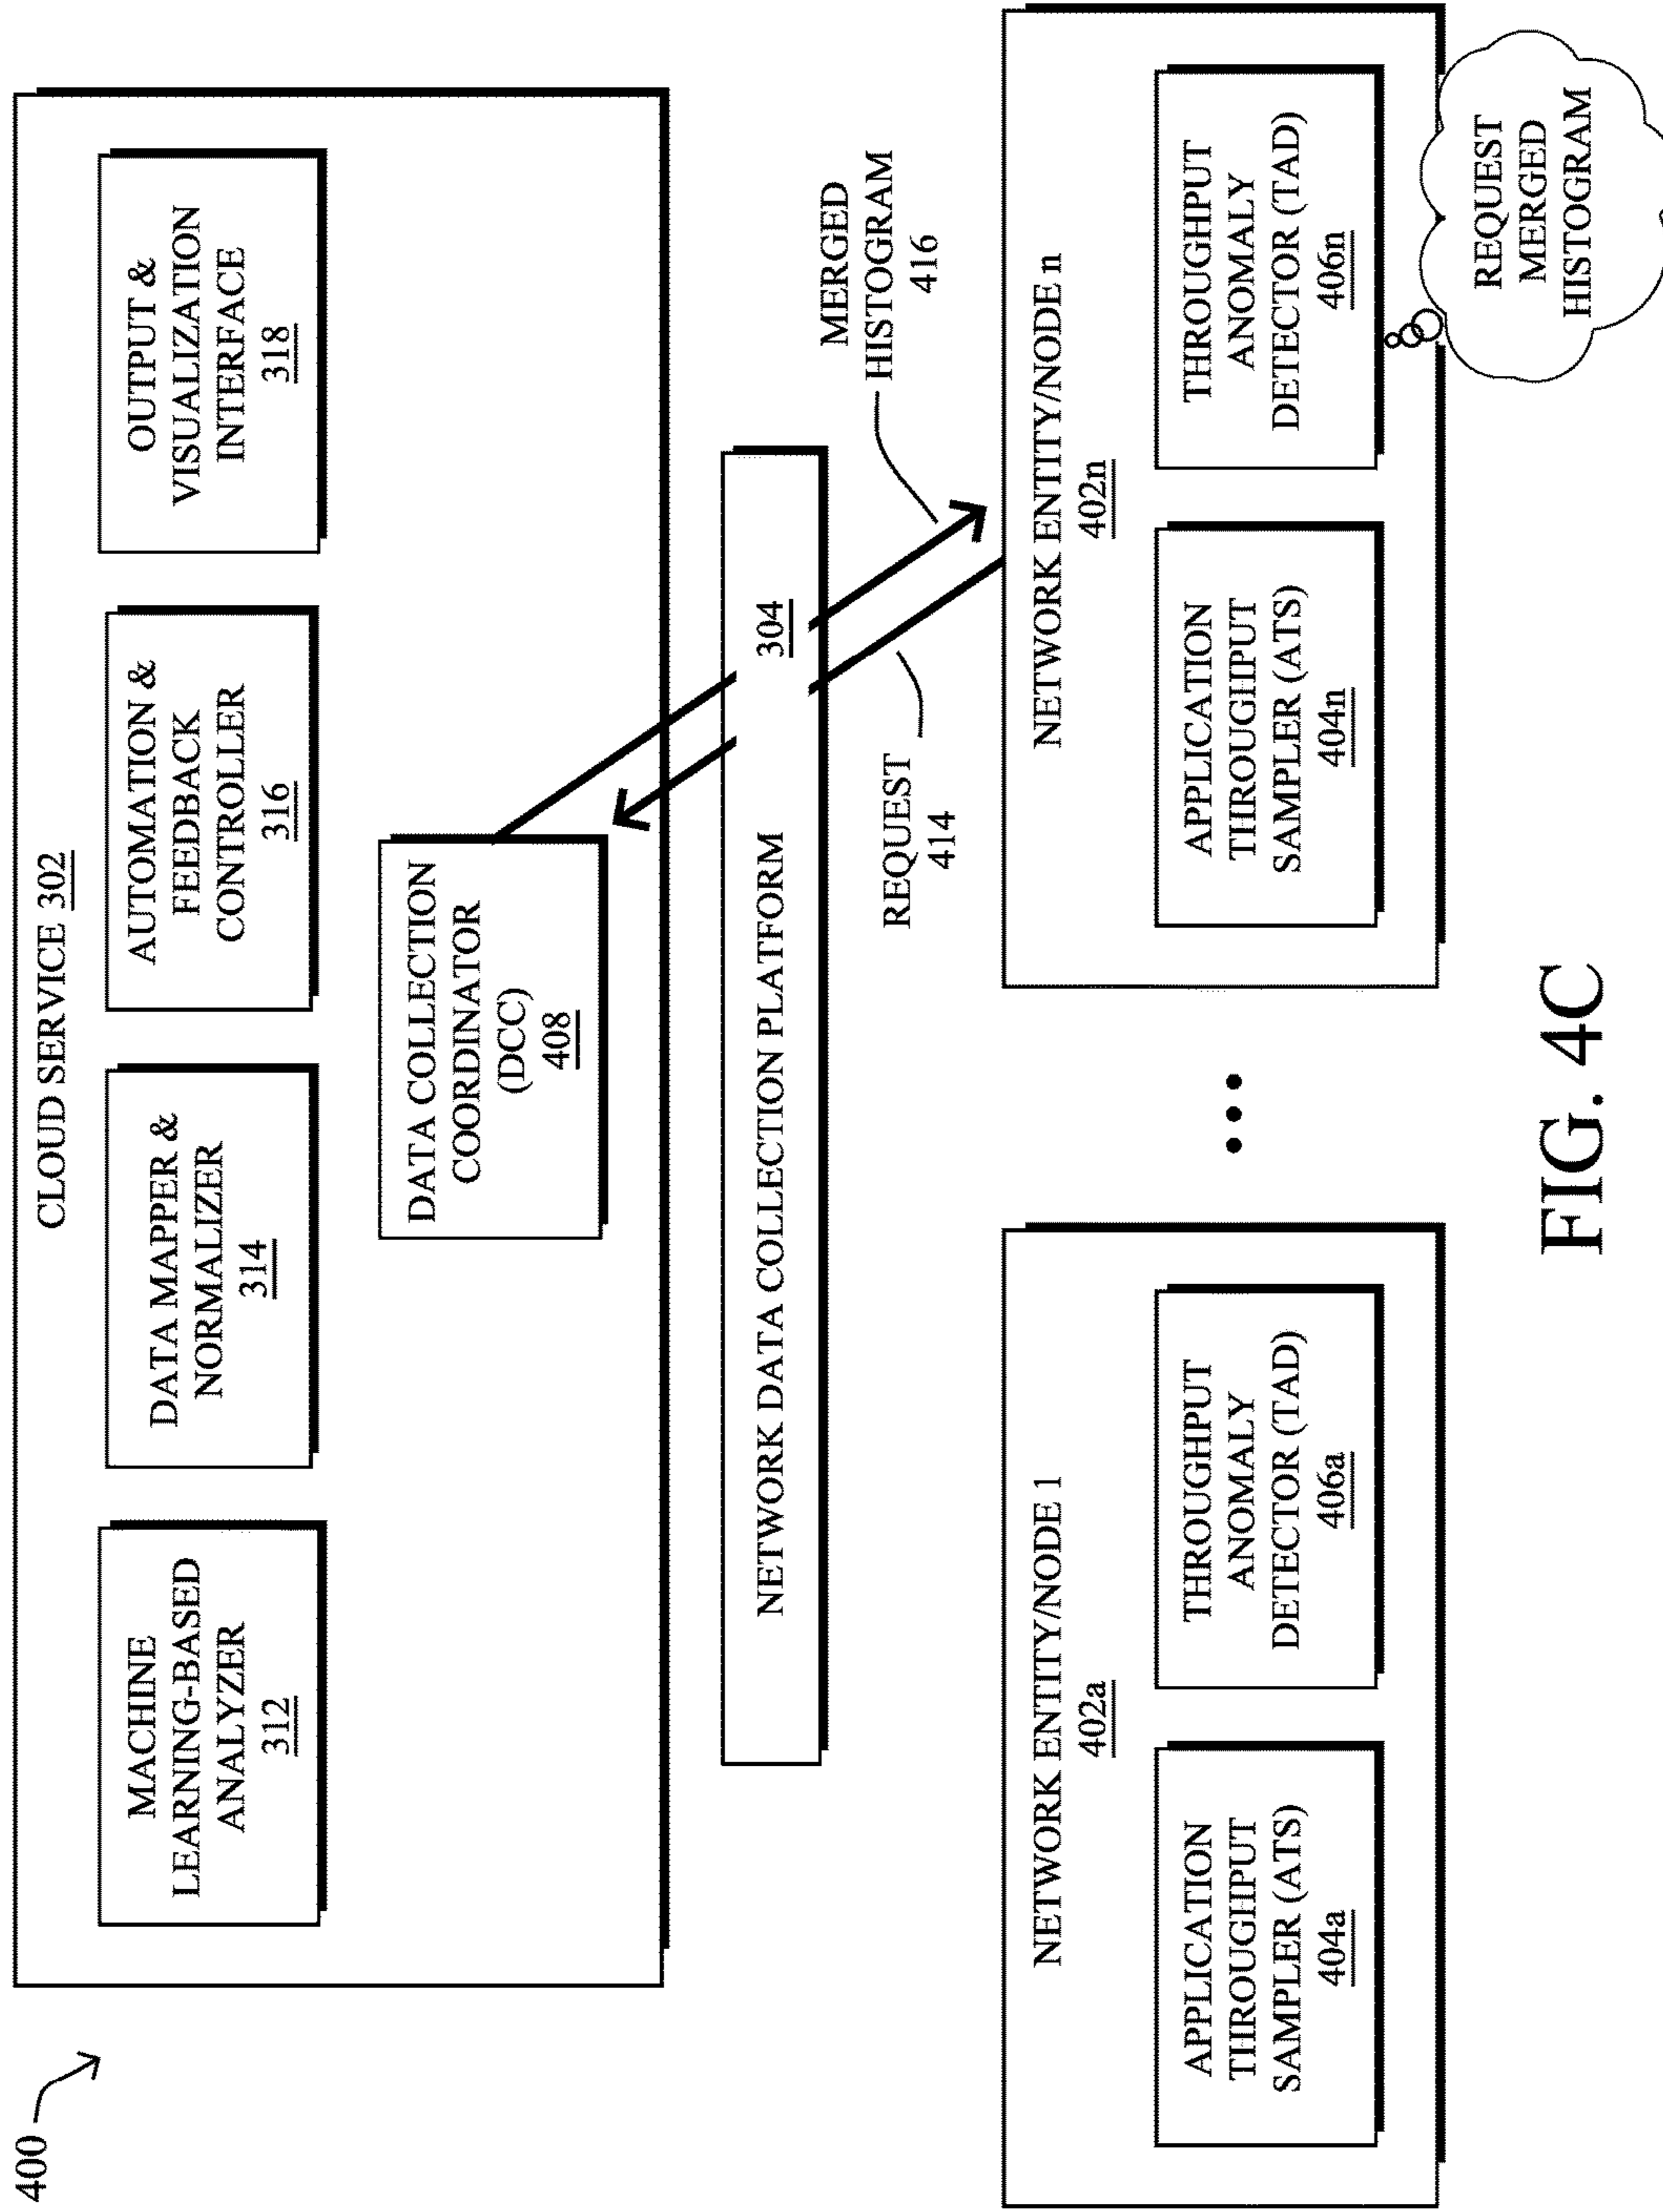 400
CLOUD SERVICE 302
MACHINE
LEARNING-BASED
ANALYZER
312
DATA MAPPER &
NORMALIZER
314
AUTOMATION &
FEEDBACK
CONTROLLER
316
OUTPUT &
VISUALIZATION
INTERFACE
318
DATA COLLECTION
COORDINATOR
(DCC)
408
NETWORK DATA COLLECTION PLATFORM
304
MERGED
HISTOGRAM
416
REQUEST
414
NETWORK ENTITY/NODE 1
402a
APPLICATION
THROUGHPUT
SAMPLER (ATS)
404a
THROUGHPUT
ANOMALY
DETECTOR (TAD)
406a
NETWORK ENTITY/NODE n
402n
APPLICATION
THROUGHPUT
SAMPLER (ATS)
404n
THROUGHPUT
ANOMALY
DETECTOR (TAD)
406n
REQUEST
MERGED
HISTOGRAM
FIG. 4C